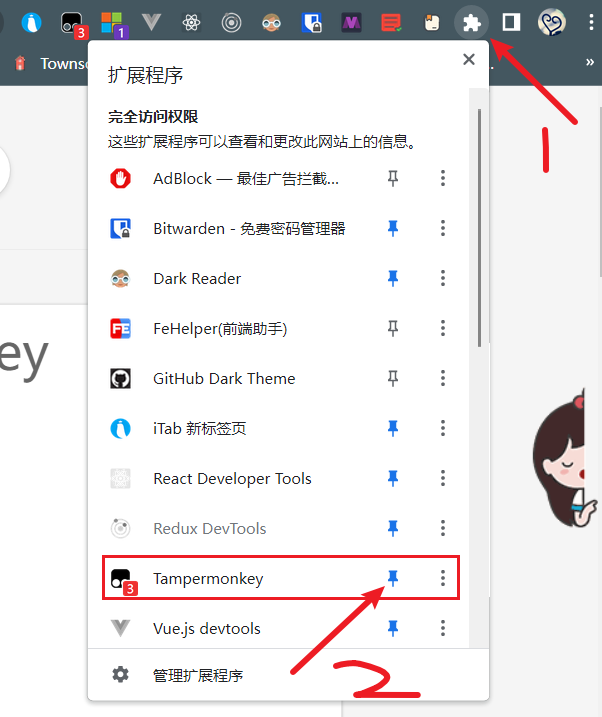 3
1
Townsc
»
扩展程序
完全访问权限
这些扩展程序可以查看和更改此网站上的信息。
AdBlock — 最佳广告拦截...
Bitwarden - 免费密码管理器
Dark Reader
FE
FeHelper(前端助手)
GitHub Dark Theme
iTab 新标签页
React Developer Tools
Redux DevTools
3
Tampermonkey
Vue.js devtools
管理扩展程序
ey
1
2